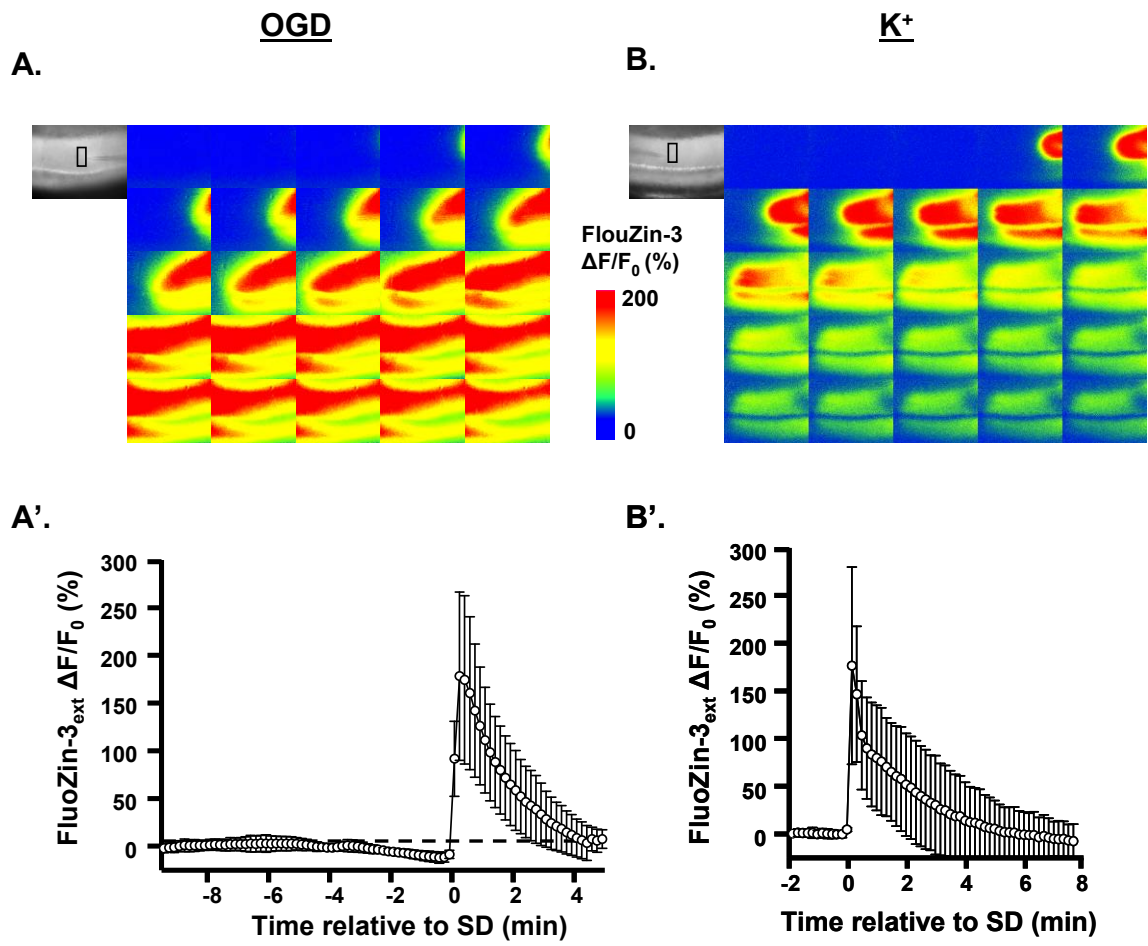 OGD
K⁺
A.
B.
FlouZin-3
ΔF/F₀ (%)
200
0
A'.
FluoZin-3ext ΔF/F₀ (%)
300
250
200
150
100
50
0
-8 -6 -4 -2 0 2 4
Time relative to SD (min)
B'.
FluoZin-3ext ΔF/F₀ (%)
300
250
200
150
100
50
0
-2 0 2 4 6 8
Time relative to SD (min)